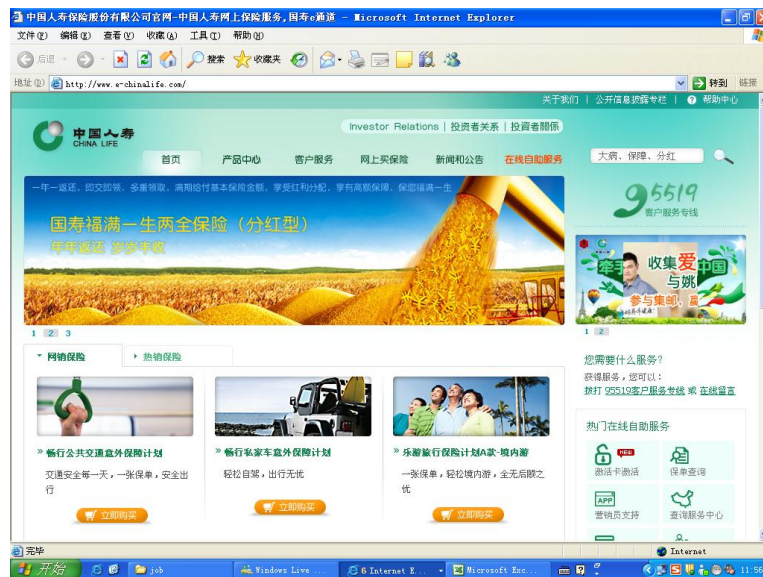 中国人寿保险股份有限公司官网-中国人寿网上保险服务,国寿e通道 - Microsoft Internet Explorer
文件(F) 编辑(E) 查看(V) 收藏(A) 工具(T) 帮助(H)
后退 搜索 收藏夹
地址(D) http://www.e-chinalife.com/ 转到 链接
关于我们 | 公开信息披露专栏 | 帮助中心
中国人寿
CHINA LIFE
Investor Relations | 投资者关系 | 投資者關係
首页 产品中心 客户服务 网上买保险 新闻和公告 在线自助服务
大病、保障、分红
一年一返还，即交即领，多重领取，满期给付基本保险金额，享受红利分配，享有高额保障，保您福满一生
国寿福满一生两全保险（分红型）
年年返还 岁岁丰收
95519
客户服务专线
牵手 收集爱 中国
与姚
参与集邮，赢
1 2 3
1 2
网销保险 热销保险
您需要什么服务?
获得服务，您可以：
拨打 95519客户服务专线 或 在线留言
» 畅行公共交通意外保障计划
交通安全每一天，一张保单，安全出行
立即购买
» 畅行私家车意外保障计划
轻松自驾，出行无忧
立即购买
» 乐游旅行保险计划A款-境内游
一张保单，轻松境内游，全无后顾之忧
立即购买
热门在线自助服务
NEW
激活卡激活 保单查询
APP
营销员支持 查询服务中心
完毕 Internet
开始 job Windows Live ... 6 Internet E... Microsoft Exc... 11:56